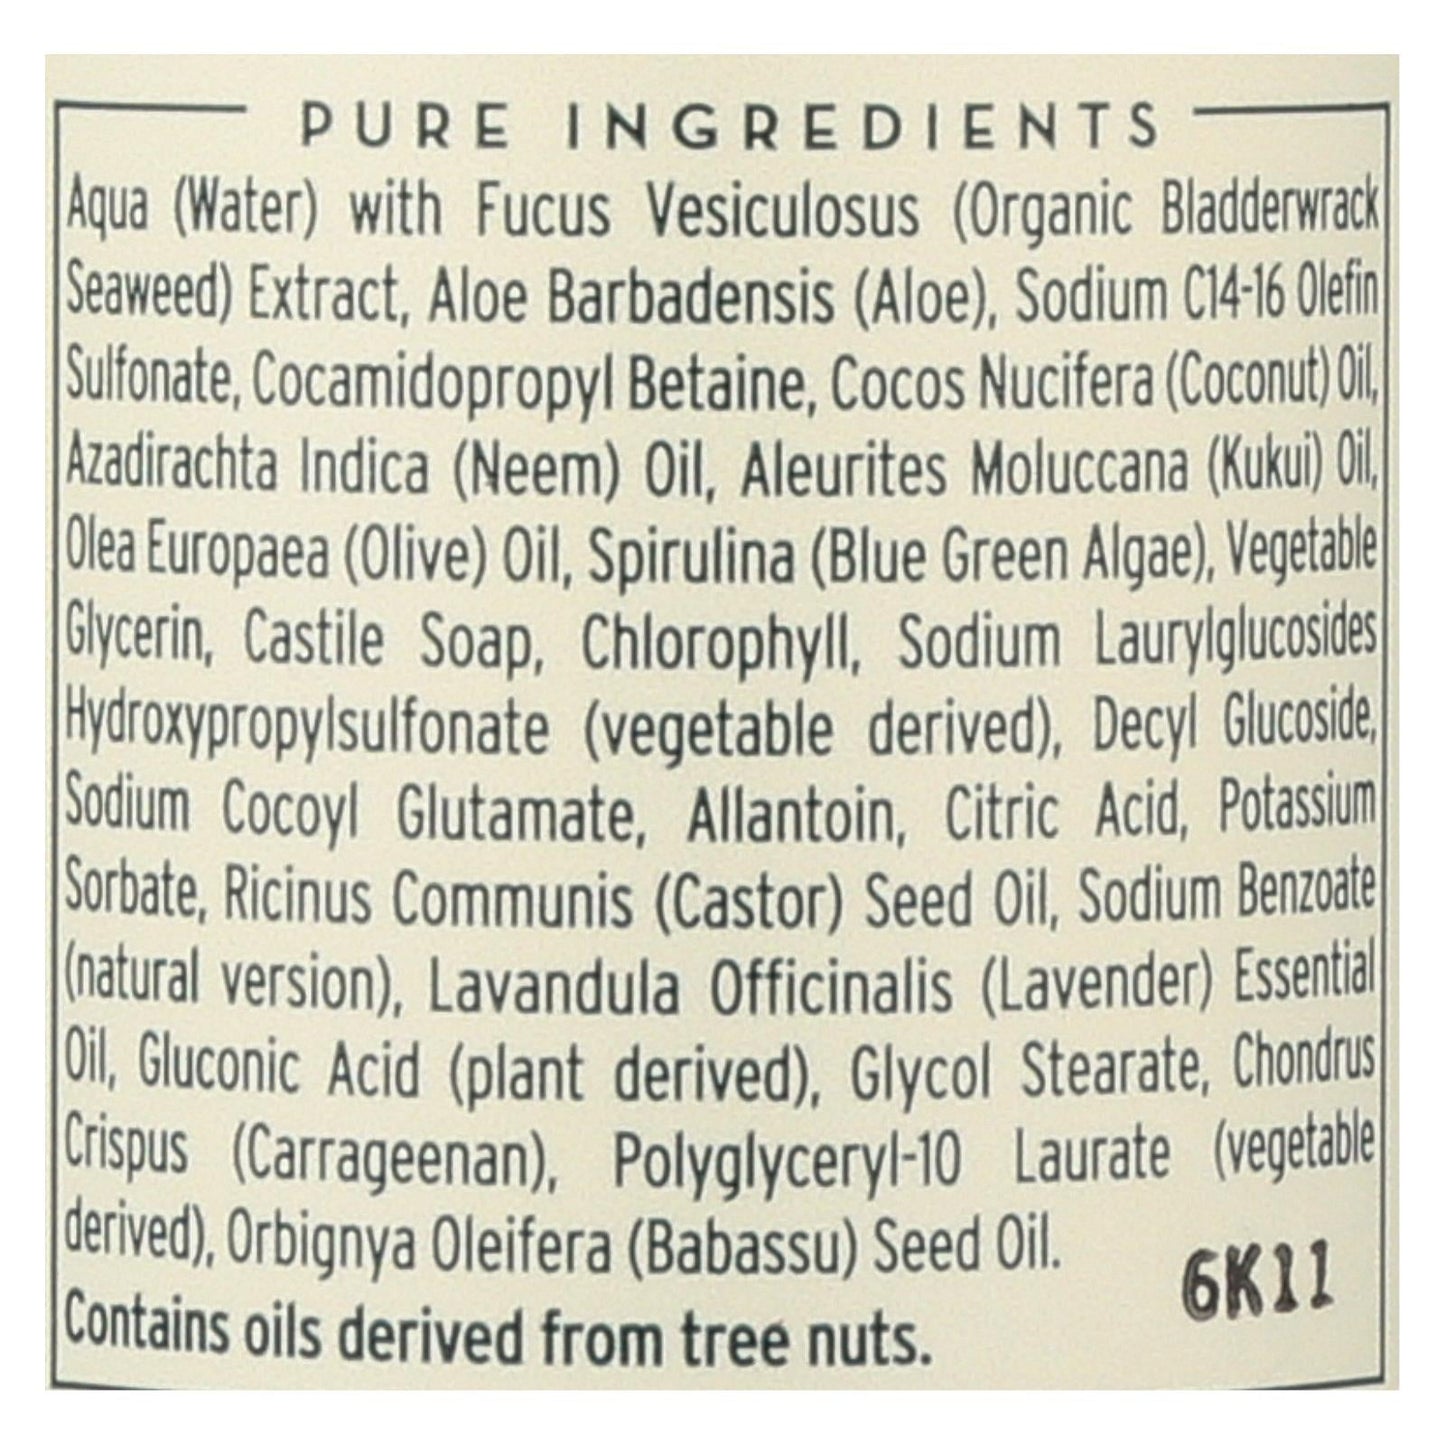 PURE INGREDIENTS
Aqua (Water) with Fucus Vesiculosus (Organic Bladderwrack
Seaweed) Extract, Aloe Barbadensis (Aloe), Sodium C14-16 Olefin
Sulfonate, Cocamidopropyl Betaine, Cocos Nucifera (Coconut) Oil,
Azadirachta Indica (Neem) Oil, Aleurites Moluccana (Kukui) Oil,
Olea Europaea (Olive) Oil, Spirulina (Blue Green Algae), Vegetable
Glycerin, Castile Soap, Chlorophyll, Sodium Laurylglucosides
Hydroxypropylsulfonate (vegetable derived), Decyl Glucoside,
Sodium Cocoyl Glutamate, Allantoin, Citric Acid, Potassium
Sorbate, Ricinus Communis (Castor) Seed Oil, Sodium Benzoate
(natural version), Lavandula Officinalis (Lavender) Essential
Oil, Gluconic Acid (plant derived), Glycol Stearate, Chondrus
Crispus (Carrageenan), Polyglyceryl-10 Laurate (vegetable
derived), Orbignya Oleifera (Babassu) Seed Oil.
6K11
Contains oils derived from tree nuts.